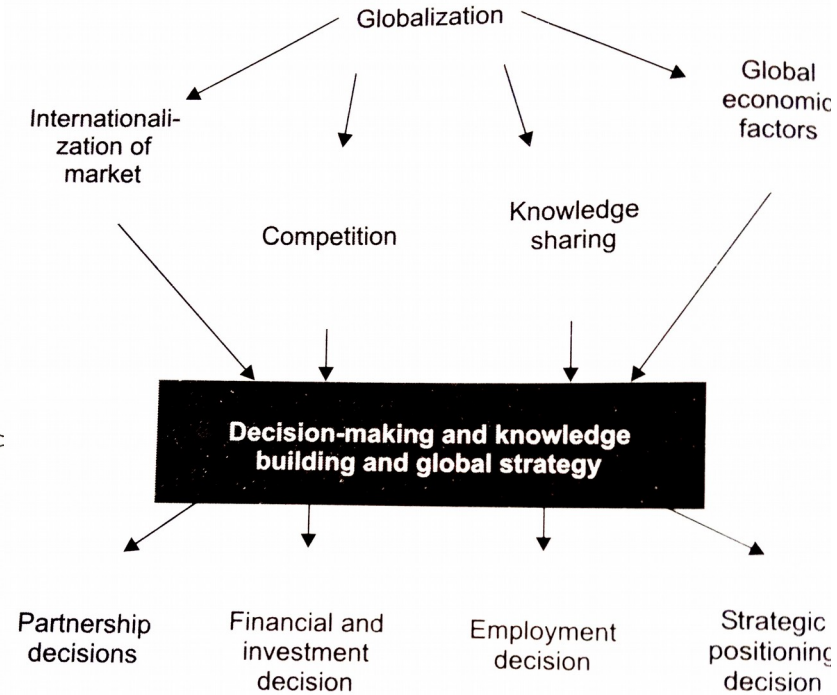 Globalization
Internationali-
zation of
market
Competition
Knowledge
sharing
Global
economic
factors
Decision-making and knowledge
building and global strategy
Partnership
decisions
Financial and
investment
decision
Employment
decision
Strategic
positioning
decision